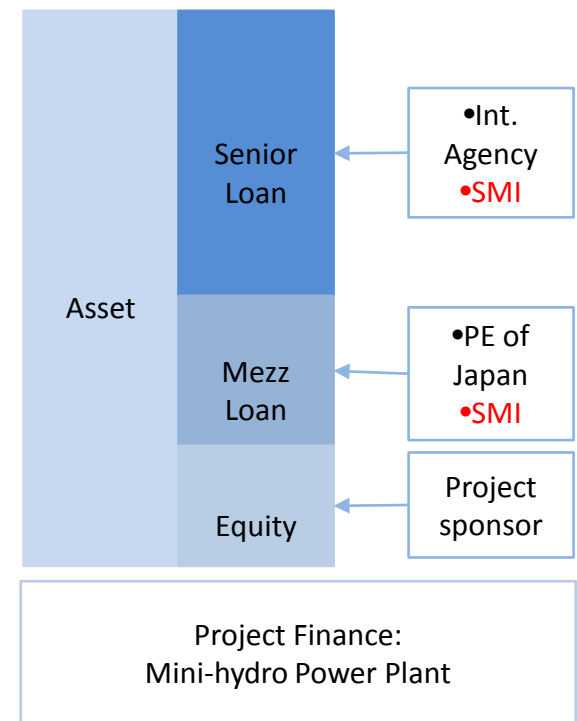 Asset
Senior
Loan
Mezz
Loan
Equity
•Int.
Agency
•SMI
•PE of
Japan
•SMI
Project
sponsor
Project Finance:
Mini-hydro Power Plant